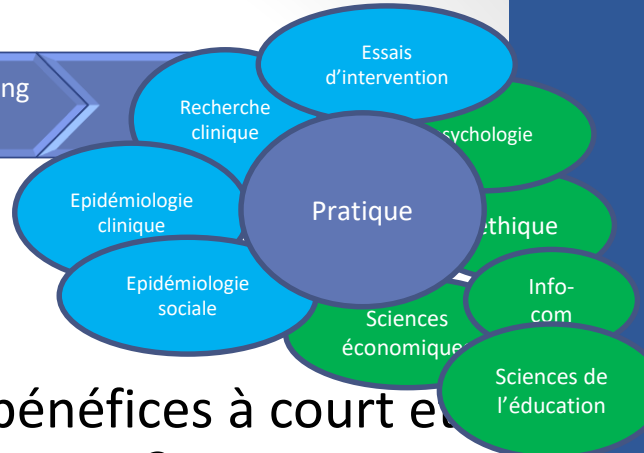 ng
Essais
d'intervention
Recherche
clinique
sychologie
Epidémiologie
clinique
Pratique
éthique
Epidémiologie
sociale
Info-
com
Sciences
économique
Sciences de
l'éducation
bénéfices à court et